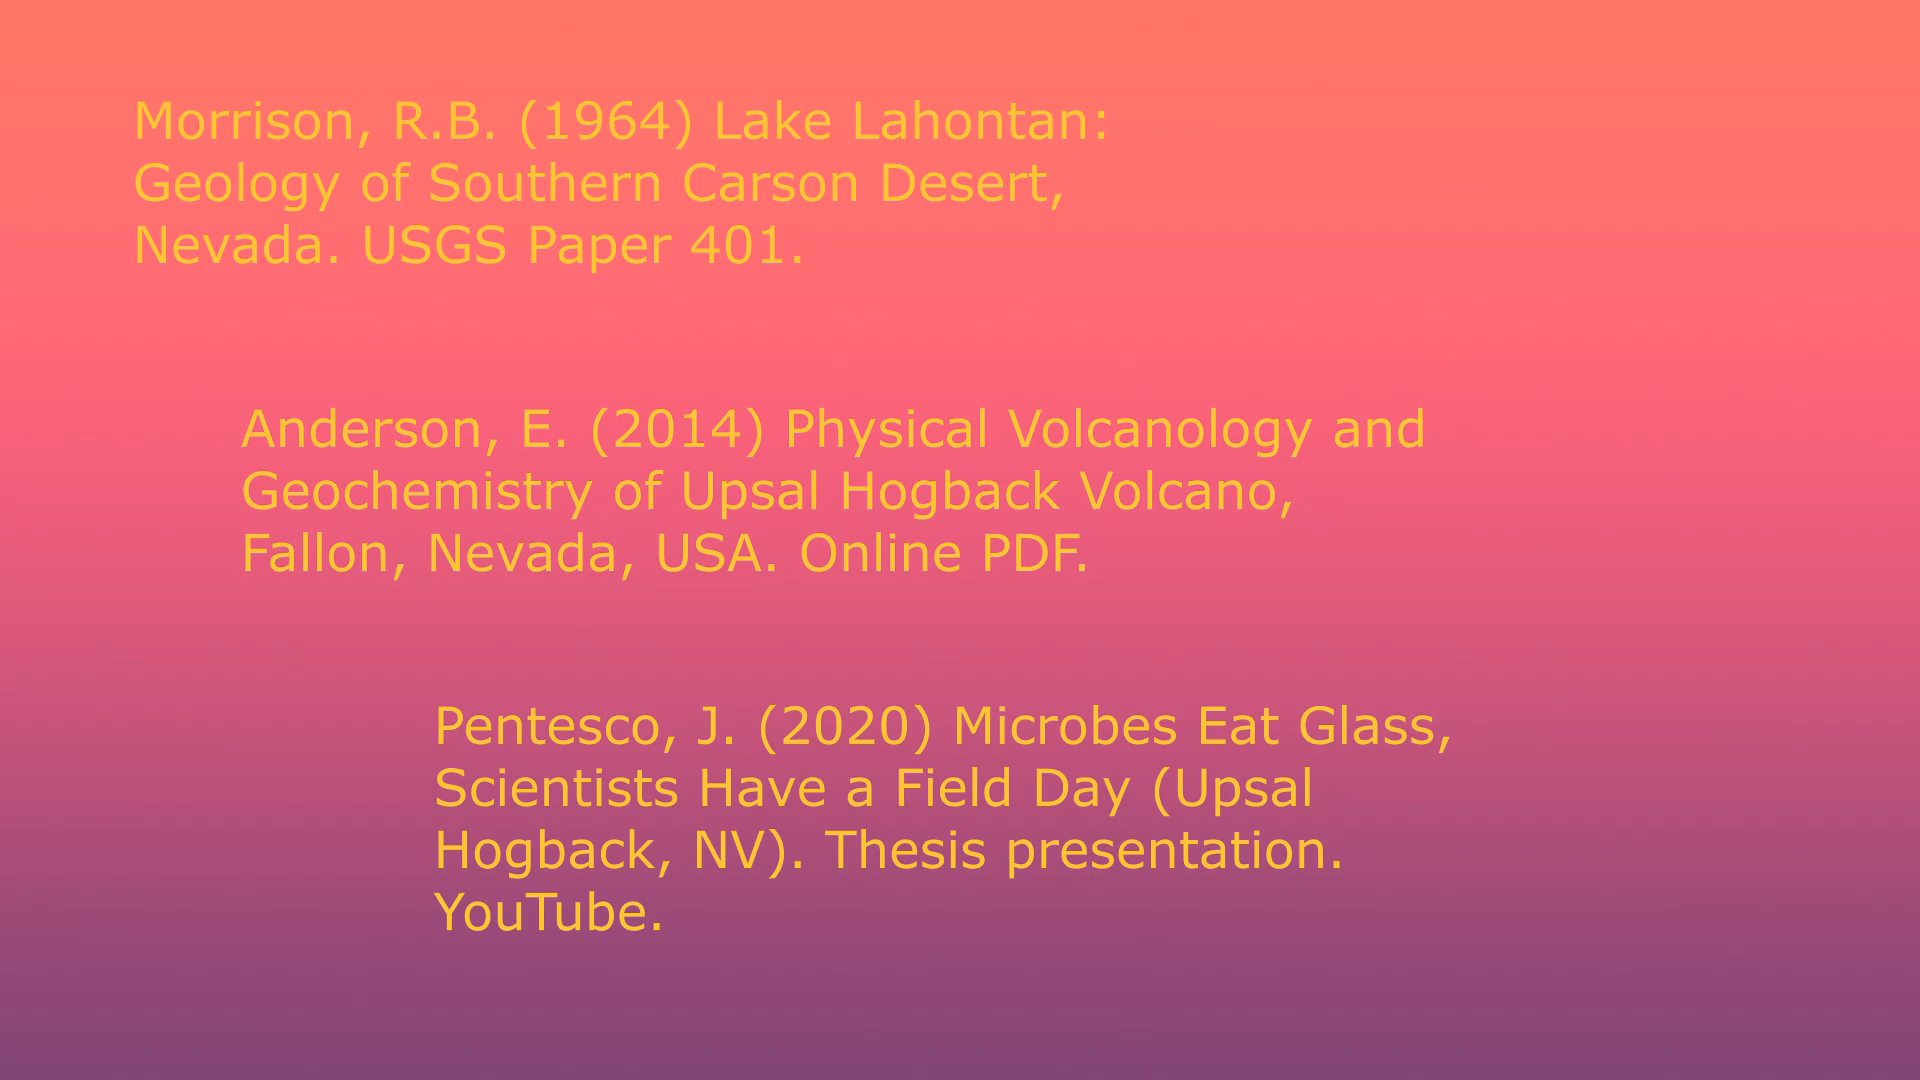 Morrison, R.B. (1964) Lake Lahontan:
Geology of Southern Carson Desert,
Nevada. USGS Paper 401.
Anderson, E. (2014) Physical Volcanology and
Geochemistry of Upsal Hogback Volcano,
Fallon, Nevada, USA. Online PDF.
Pentesco, J. (2020) Microbes Eat Glass,
Scientists Have a Field Day (Upsal
Hogback, NV). Thesis presentation.
YouTube.